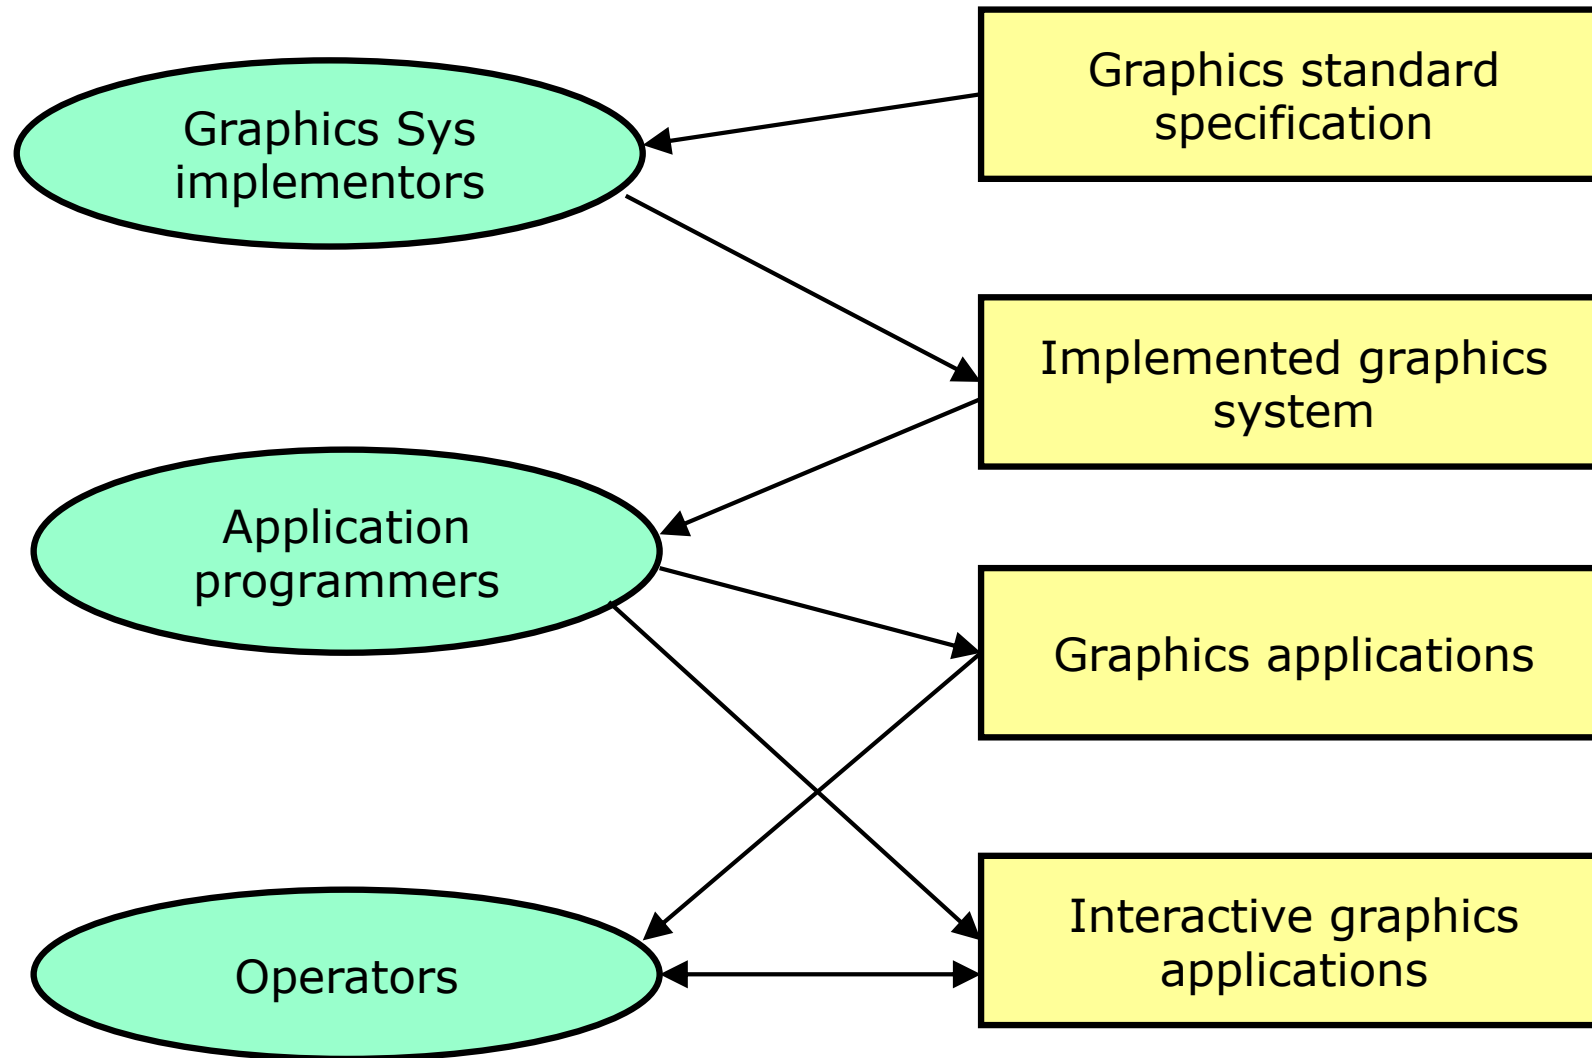 Graphics Sys
implementors
Graphics standard
specification
Implemented graphics
system
Application
programmers
Graphics applications
Operators
Interactive graphics
applications